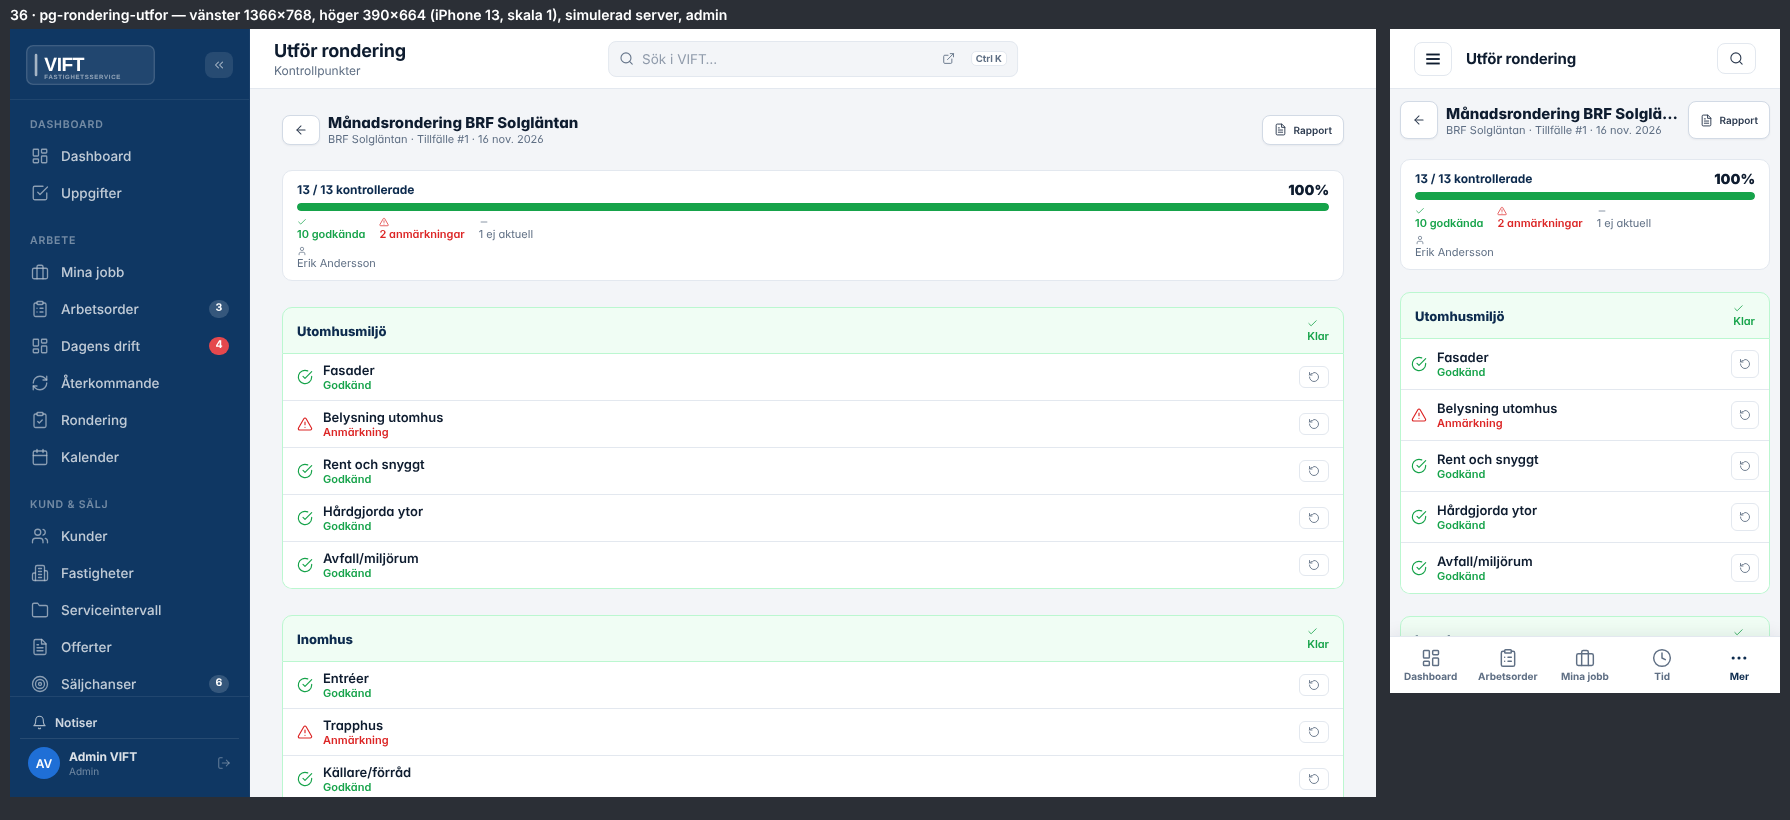 36 · pg-rondering-utfor — vänster 1366×768, höger 390×664 (iPhone 13, skala 1), simulerad server, admin
VIFT
FASTIGHETSSERVICE
DASHBOARD
Dashboard
Uppgifter
ARBETE
Mina jobb
Arbetsorder 3
Dagens drift 4
Återkommande
Rondering
Kalender
KUND & SÄLJ
Kunder
Fastigheter
Serviceintervall
Offerter
Säljchanser 6
Notiser
AV
Admin VIFT
Admin
Utför rondering
Kontrollpunkter
Sök i VIFT... Ctrl K
Månadsrondering BRF Solgläntan
BRF Solgläntan · Tillfälle #1 · 16 nov. 2026
Rapport
13 / 13 kontrollerade 100%
10 godkända 2 anmärkningar 1 ej aktuell
Erik Andersson
Utomhusmiljö Klar
Fasader
Godkänd
Belysning utomhus
Anmärkning
Rent och snyggt
Godkänd
Hårdgjorda ytor
Godkänd
Avfall/miljörum
Godkänd
Inomhus Klar
Entréer
Godkänd
Trapphus
Anmärkning
Källare/förråd
Godkänd
Utför rondering
Månadsrondering BRF Solglä...
BRF Solgläntan · Tillfälle #1 · 16 nov. 2026
Rapport
13 / 13 kontrollerade 100%
10 godkända 2 anmärkningar 1 ej aktuell
Erik Andersson
Utomhusmiljö Klar
Fasader
Godkänd
Belysning utomhus
Anmärkning
Rent och snyggt
Godkänd
Hårdgjorda ytor
Godkänd
Avfall/miljörum
Godkänd
Dashboard Arbetsorder Mina jobb Tid Mer